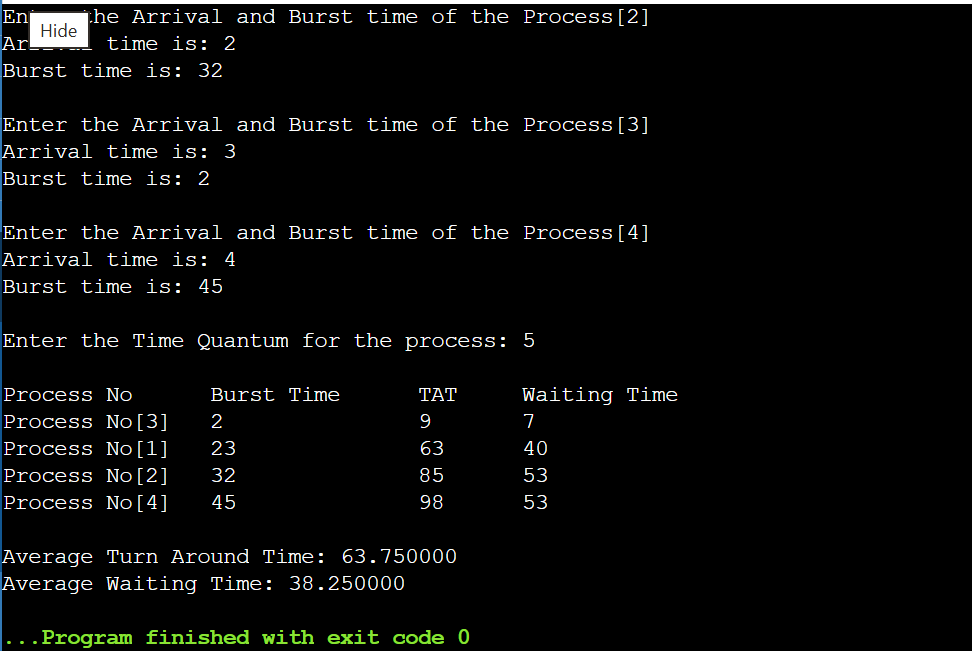 the Arrival and Burst time of the Process[2]
Hide
time is: 2
Burst time is: 32
Enter the Arrival and Burst time of the Process[3]
Arrival time is: 3
Burst time is: 2
Enter the Arrival and Burst time of the Process[4]
Arrival time is: 4
Burst time is: 45
Enter the Time Quantum for the process: 5
Process No Burst Time TAT Waiting Time
Process No[3] 2 9 7
Process No[1] 23 63 40
Process No[2] 32 85 53
Process No[4] 45 98 53
Average Turn Around Time: 63.750000
Average Waiting Time: 38.250000
...Program finished with exit code 0